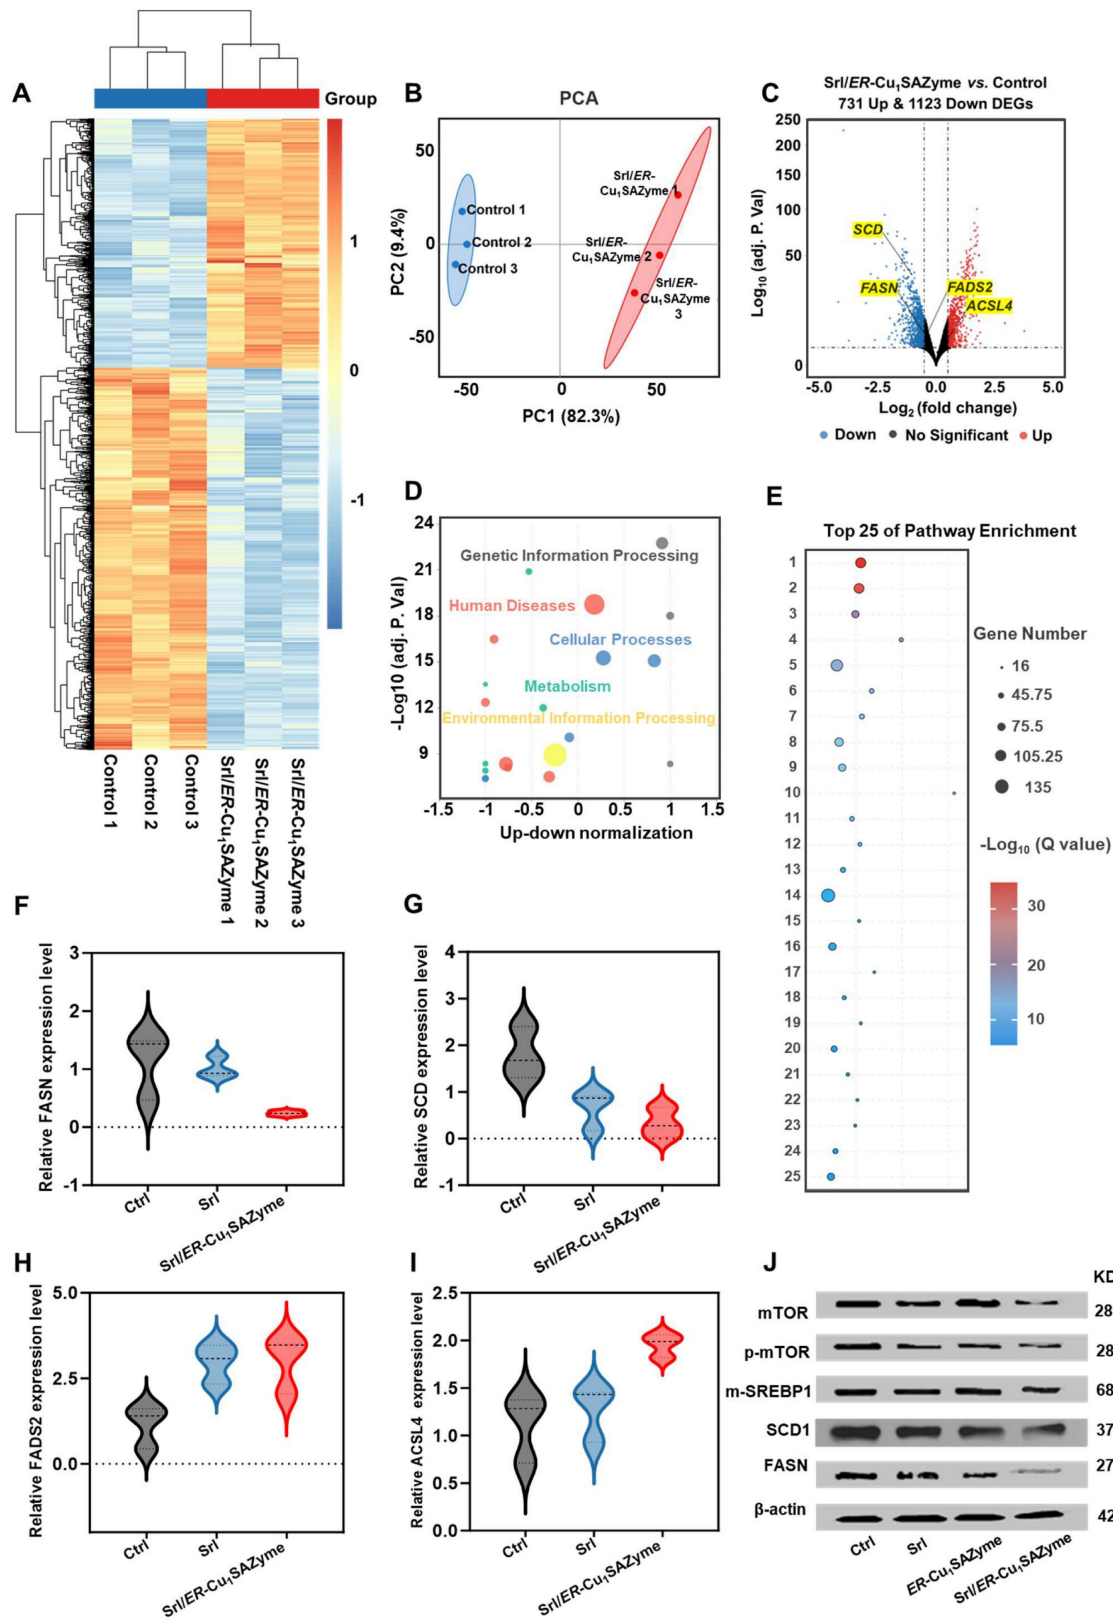 A
Group
1
0
-1
Control 1
Control 2
Control 3
Srl/ER-Cu₁SAZyme 1
Srl/ER-Cu₁SAZyme 2
Srl/ER-Cu₁SAZyme 3
B
PCA
PC2 (9.4%)
50
0
-50
Control 1
Control 2
Control 3
Srl/ER-
Cu₁SAZyme 1
Srl/ER-
Cu₁SAZyme 2
Srl/ER-
Cu₁SAZyme
3
-50
0
50
PC1 (82.3%)
C
Srl/ER-Cu₁SAZyme vs. Control
731 Up & 1123 Down DEGs
Log₁₀ (adj. P. Val)
250
200
150
100
50
0
SCD
FASN
FADS2
ACSL4
-5.0
-2.5
0.0
2.5
5.0
Log₂ (fold change)
Down
No Significant
Up
D
-Log10 (adj. P. Val)
24
21
18
15
12
9
Genetic Information Processing
Human Diseases
Cellular Processes
Metabolism
Environmental Information Processing
-1.5
-1
-0.5
0
0.5
1
1.5
Up-down normalization
E
Top 25 of Pathway Enrichment
1
2
3
4
5
6
7
8
9
10
11
12
13
14
15
16
17
18
19
20
21
22
23
24
25
Gene Number
16
45.75
75.5
105.25
135
-Log₁₀ (Q value)
30
20
10
F
Relative FASN expression level
3
2
1
0
-1
Ctrl
Srl
Srl/ER-Cu₁SAZyme
G
Relative SCD expression level
4
3
2
1
0
-1
Ctrl
Srl
Srl/ER-Cu₁SAZyme
H
Relative FADS2 expression level
5.0
2.5
0.0
Ctrl
Srl
Srl/ER-Cu₁SAZyme
I
Relative ACSL4 expression level
2.5
2.0
1.5
1.0
0.5
0.0
Ctrl
Srl
Srl/ER-Cu₁SAZyme
J
KD
mTOR
28
p-mTOR
28
m-SREBP1
68
SCD1
37
FASN
27
β-actin
42
Ctrl
Srl
ER-Cu₁SAZyme
Srl/ER-Cu₁SAZyme